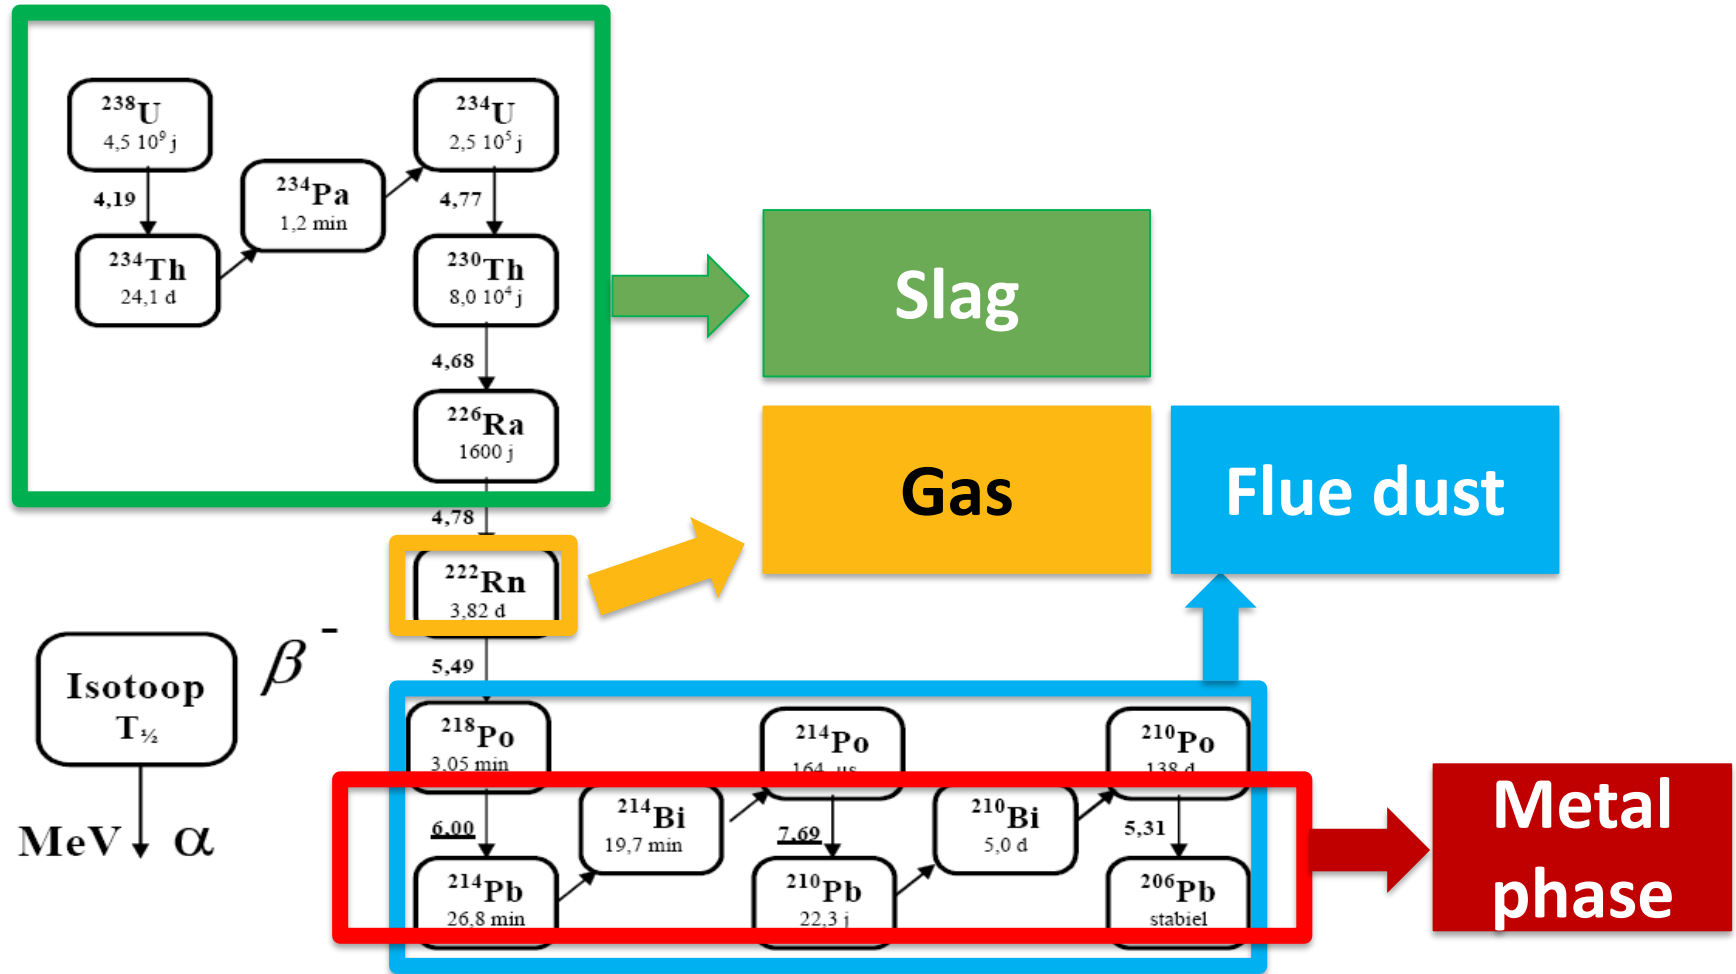 ²³⁸U
4,5 10⁹ j
4,19
²³⁴Th
24,1 d
²³⁴Pa
1,2 min
²³⁴U
2,5 10⁵ j
4,77
²³⁰Th
8,0 10⁴ j
4,68
²²⁶Ra
1600 j
4,78
²²²Rn
3,82 d
5,49
²¹⁸Po
3,05 min
6,00
²¹⁴Pb
26,8 min
²¹⁴Bi
19,7 min
²¹⁴Po
164 µs
7,69
²¹⁰Pb
22,3 j
²¹⁰Bi
5,0 d
²¹⁰Po
138 d
5,31
²⁰⁶Pb
stabiel
Isotoop
T½
β⁻
MeV α
Slag
Gas
Flue dust
Metal
phase